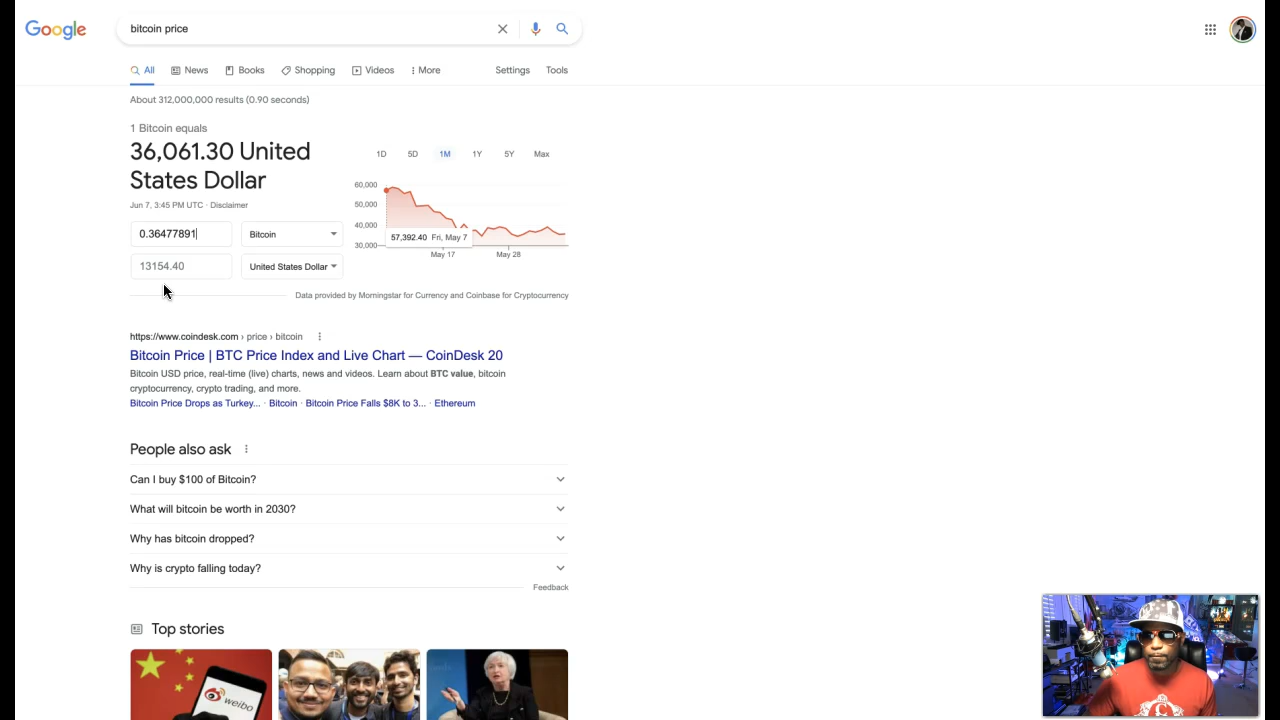 Google
bitcoin price
All News Books Shopping Videos More Settings Tools
About 312,000,000 results (0.90 seconds)
1 Bitcoin equals
36,061.30 United
States Dollar
Jun 7, 3:45 PM UTC · Disclaimer
0.36477891 Bitcoin
13154.40 United States Dollar
1D 5D 1M 1Y 5Y Max
60,000
50,000
40,000
30,000
57,392.40 Fri, May 7
May 17 May 28
Data provided by Morningstar for Currency and Coinbase for Cryptocurrency
https://www.coindesk.com › price › bitcoin
Bitcoin Price | BTC Price Index and Live Chart — CoinDesk 20
Bitcoin USD price, real-time (live) charts, news and videos. Learn about BTC value, bitcoin
cryptocurrency, crypto trading, and more.
Bitcoin Price Drops as Turkey... · Bitcoin · Bitcoin Price Falls $8K to 3... · Ethereum
People also ask
Can I buy $100 of Bitcoin?
What will bitcoin be worth in 2030?
Why has bitcoin dropped?
Why is crypto falling today?
Feedback
Top stories
weibo